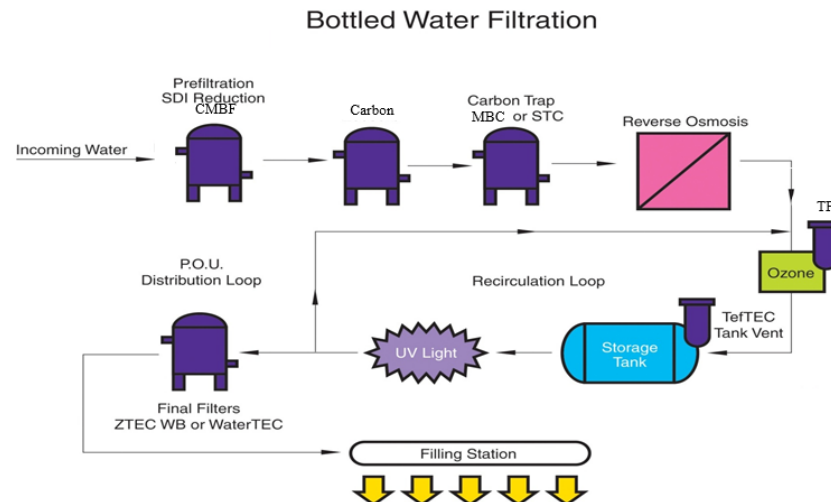 Bottled Water Filtration
Prefiltration
SDI Reduction
CMBF
Carbon
Carbon Trap
MBC or STC
Reverse Osmosis
Incoming Water
TF
P.O.U.
Distribution Loop
Recirculation Loop
Ozone
TefTEC
Tank Vent
UV Light
Storage
Tank
Final Filters
ZTEC WB or WaterTEC
Filling Station